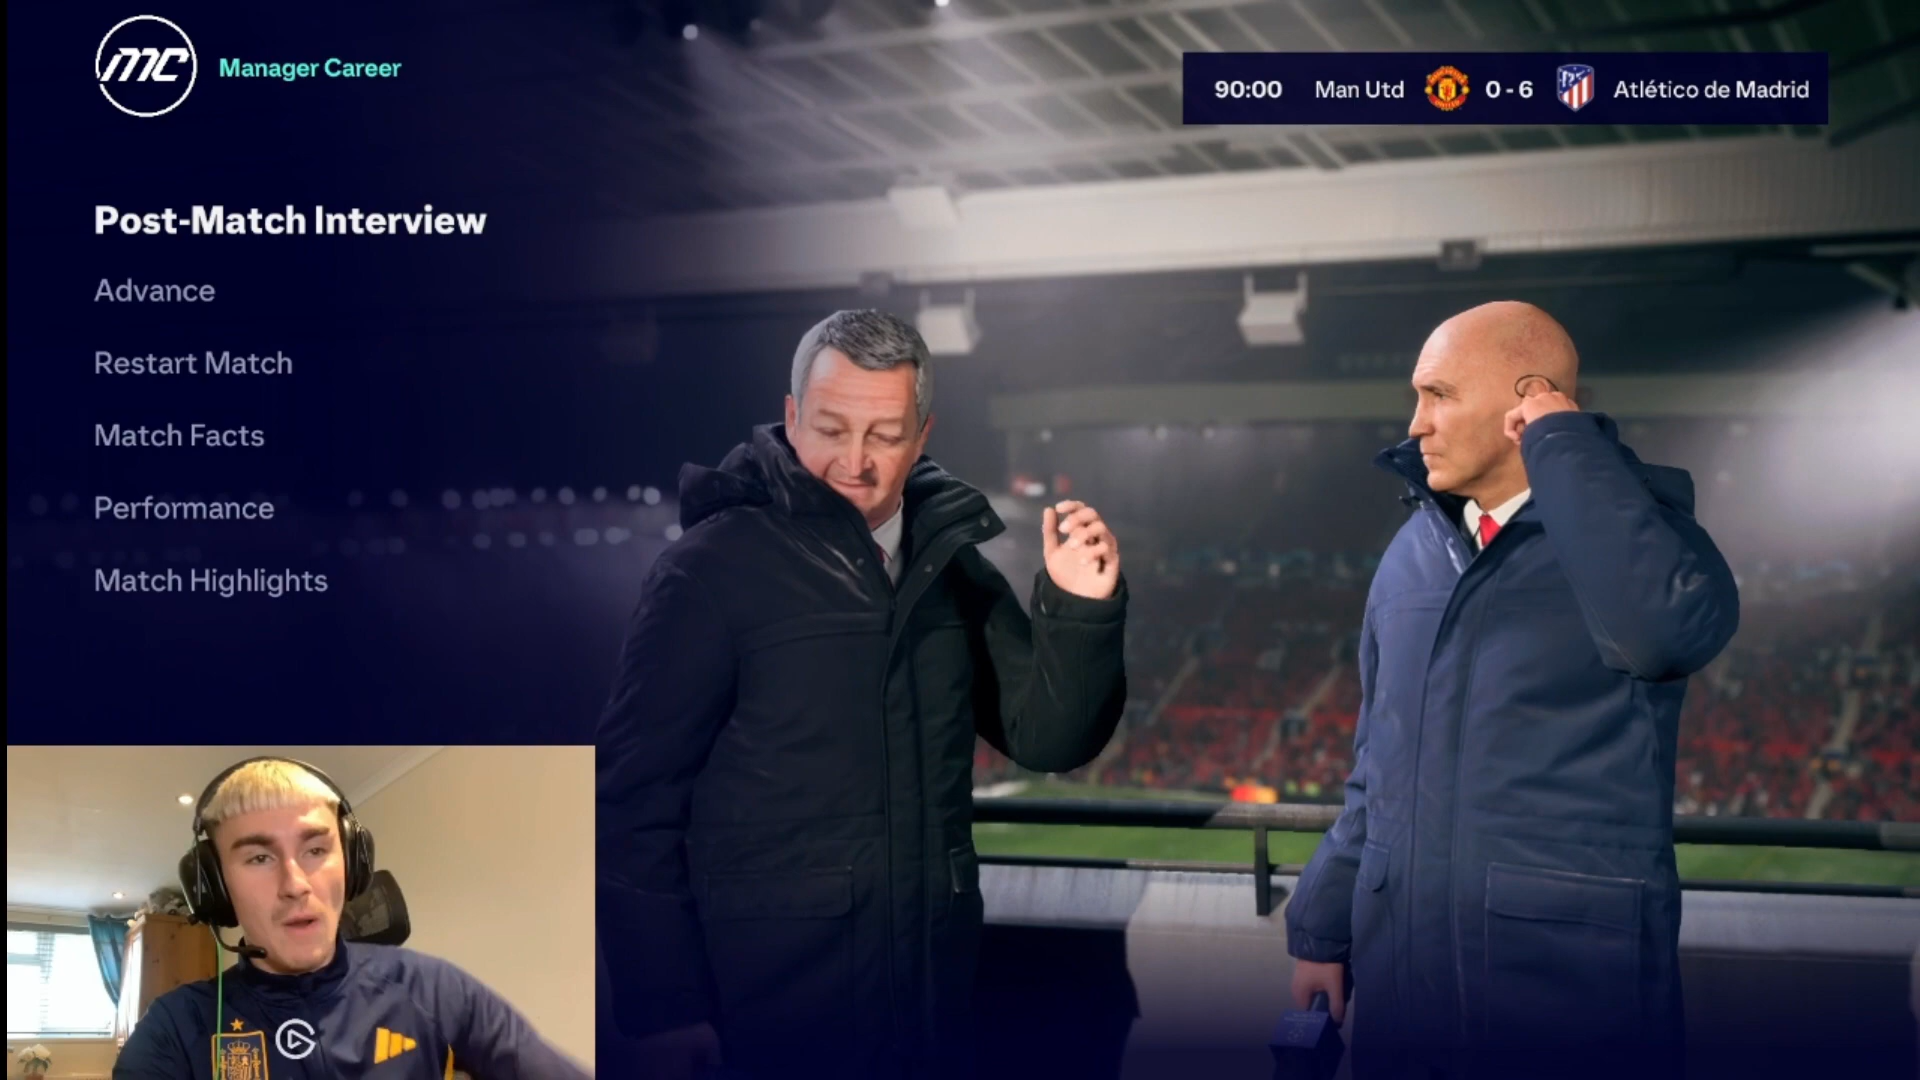 MC
Manager Career
90:00 Man Utd 0 - 6 Atlético de Madrid
Post-Match Interview
Advance
Restart Match
Match Facts
Performance
Match Highlights